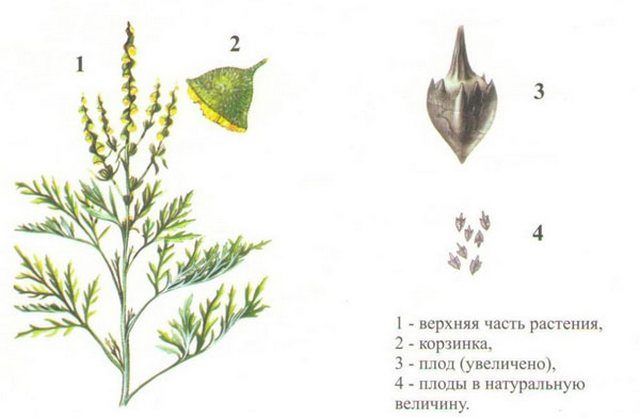 1
2
3
4
1 - верхняя часть растения,
2 - корзинка,
3 - плод (увеличено),
4 - плоды в натуральную
величину.